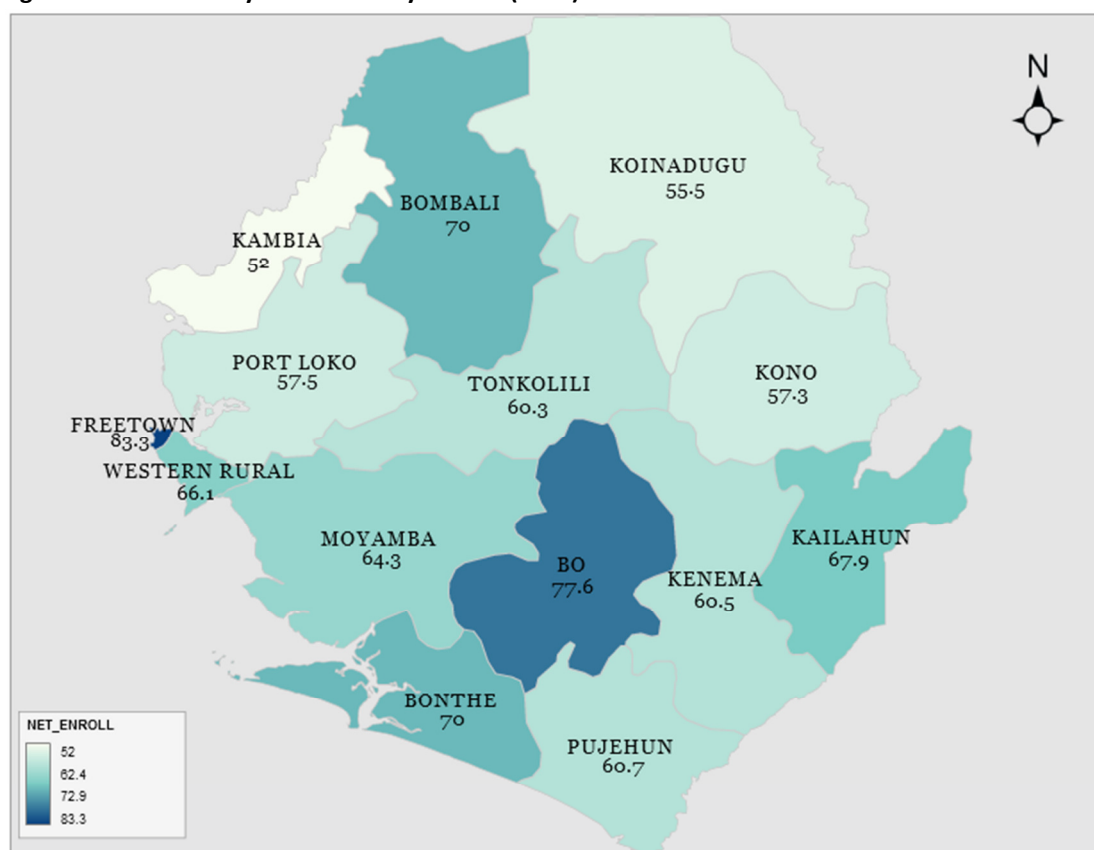 N
KOINADUGU
55.5
BOMBALI
70
KAMBIA
52
PORT LOKO
57.5
TONKOLILI
60.3
KONO
57.3
FREETOWN
83.3
WESTERN RURAL
66.1
MOYAMBA
64.3
BO
77.6
KENEMA
60.5
KAILAHUN
67.9
BONTHE
70
PUJEHUN
60.7
NET_ENROLL
52
62.4
72.9
83.3